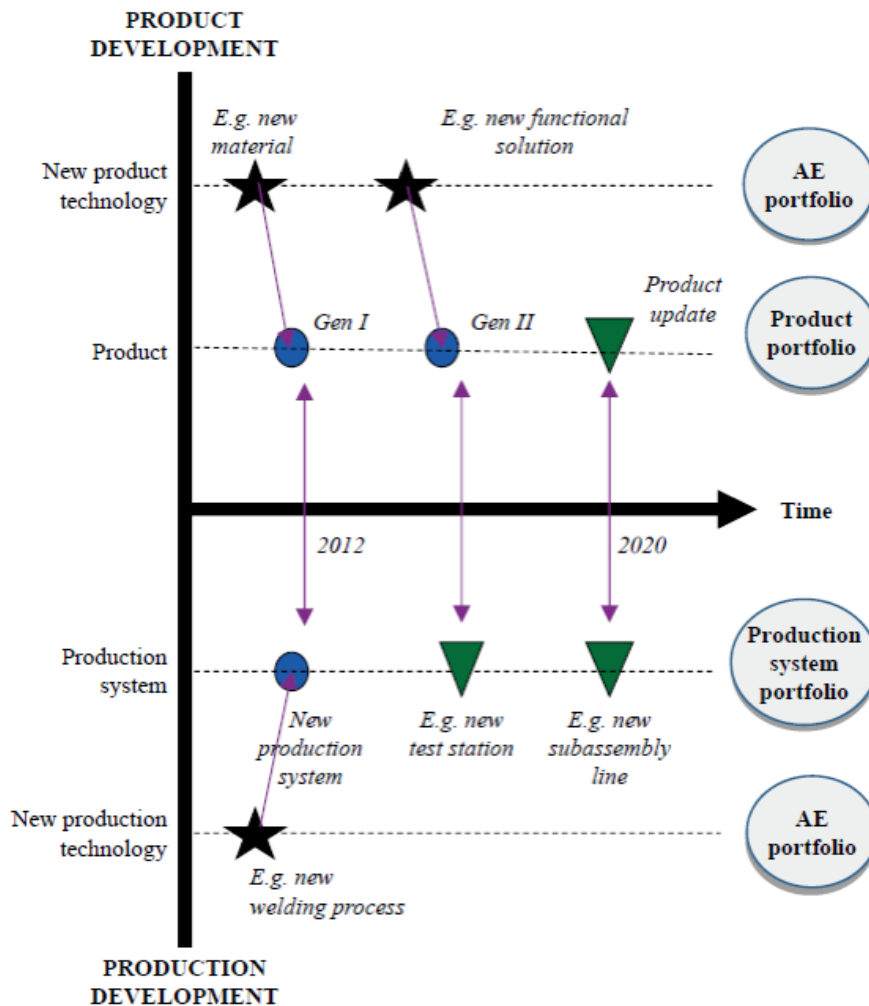 PRODUCT
DEVELOPMENT
E.g. new
material
E.g. new functional
solution
New product
technology
AE
portfolio
Product
update
Gen I
Gen II
Product
Product
portfolio
Time
2012
2020
Production
system
Production
system
portfolio
New
production
system
E.g. new
test station
E.g. new
subassembly
line
New production
technology
AE
portfolio
E.g. new
welding process
PRODUCTION
DEVELOPMENT